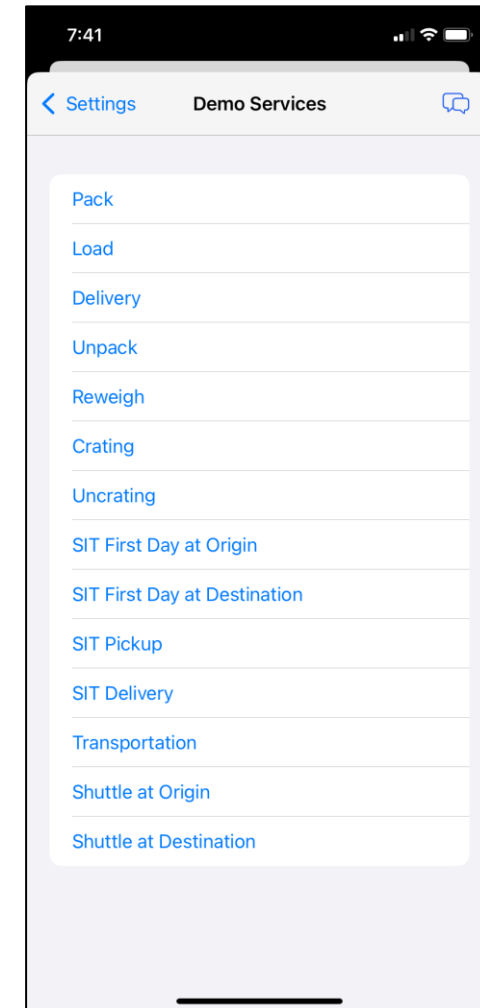 7:41
Settings
Demo Services
Pack
Load
Delivery
Unpack
Reweigh
Crating
Uncrating
SIT First Day at Origin
SIT First Day at Destination
SIT Pickup
SIT Delivery
Transportation
Shuttle at Origin
Shuttle at Destination